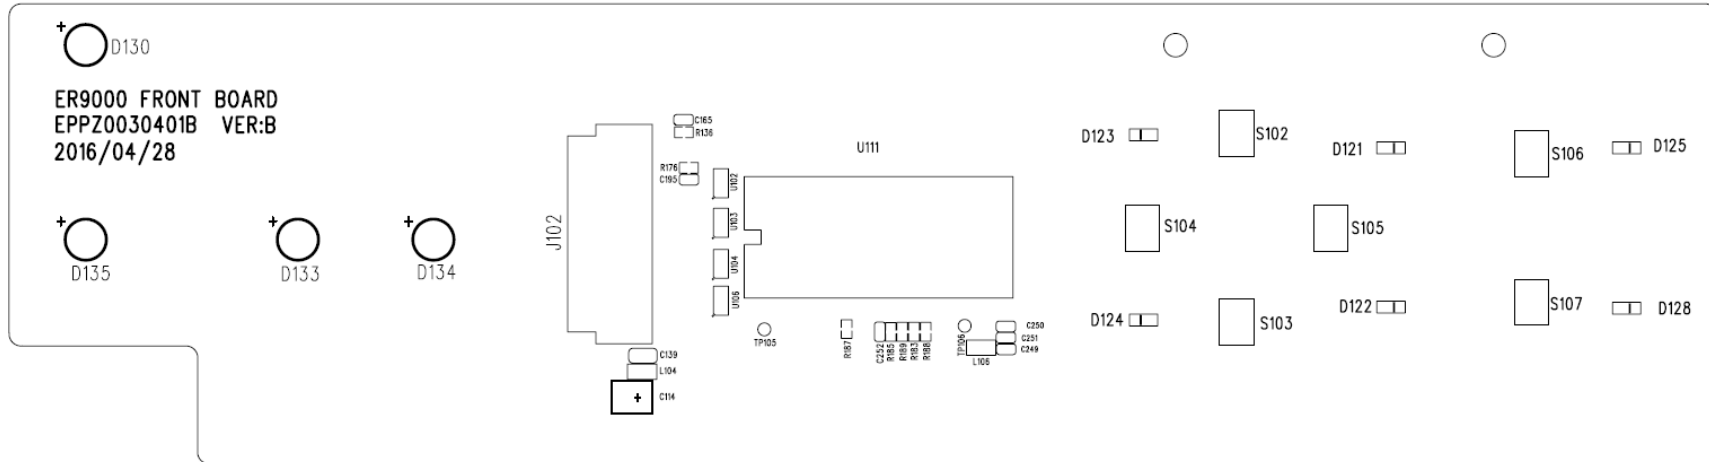 D130
ER9000 FRONT BOARD
EPPZ0030401B VER:B
2016/04/28
D135
D133
D134
J102
C165
R136
R176
C195
U102
U103
U104
U106
U111
TP105
R187
C252
R185
R189
R183
R188
TP106
L106
C250
C251
C249
C139
L104
C114
D123
S102
D121
S106
D125
S104
S105
D124
S103
D122
S107
D128